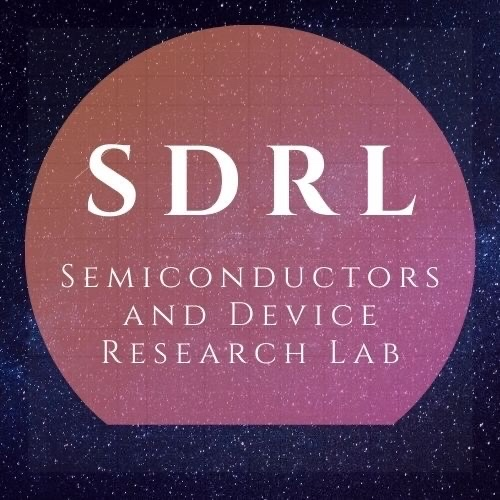 SDRL
Semiconductors
and Device
Research Lab